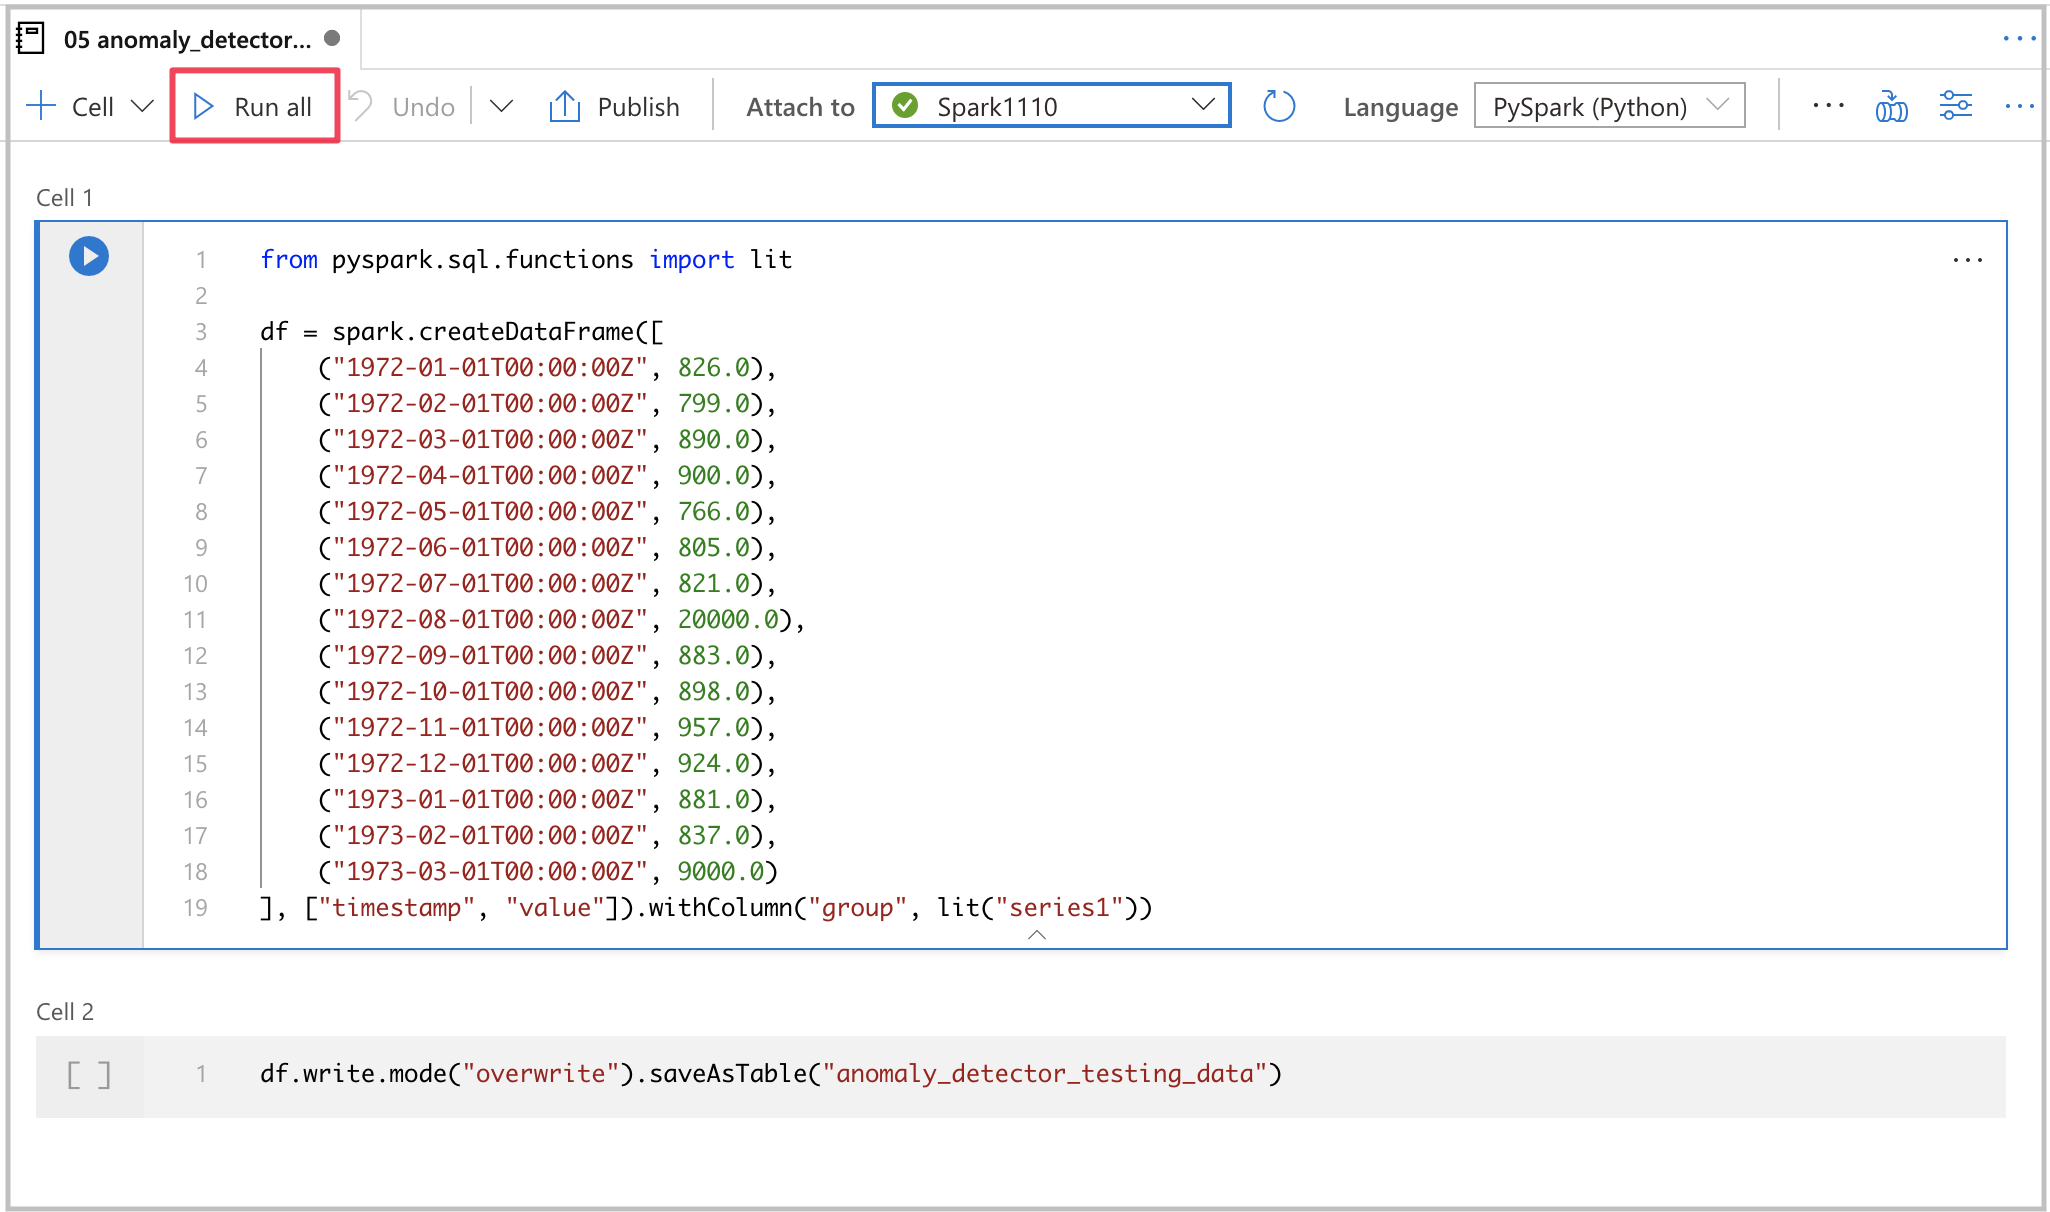 05 anomaly_detector...
Cell Run all Undo Publish Attach to Spark1110 Language PySpark (Python)
Cell 1
1 from pyspark.sql.functions import lit
2
3 df = spark.createDataFrame([
4 ("1972-01-01T00:00:00Z", 826.0),
5 ("1972-02-01T00:00:00Z", 799.0),
6 ("1972-03-01T00:00:00Z", 890.0),
7 ("1972-04-01T00:00:00Z", 900.0),
8 ("1972-05-01T00:00:00Z", 766.0),
9 ("1972-06-01T00:00:00Z", 805.0),
10 ("1972-07-01T00:00:00Z", 821.0),
11 ("1972-08-01T00:00:00Z", 20000.0),
12 ("1972-09-01T00:00:00Z", 883.0),
13 ("1972-10-01T00:00:00Z", 898.0),
14 ("1972-11-01T00:00:00Z", 957.0),
15 ("1972-12-01T00:00:00Z", 924.0),
16 ("1973-01-01T00:00:00Z", 881.0),
17 ("1973-02-01T00:00:00Z", 837.0),
18 ("1973-03-01T00:00:00Z", 9000.0)
19 ], ["timestamp", "value"]).withColumn("group", lit("series1"))
Cell 2
[ ] 1 df.write.mode("overwrite").saveAsTable("anomaly_detector_testing_data")